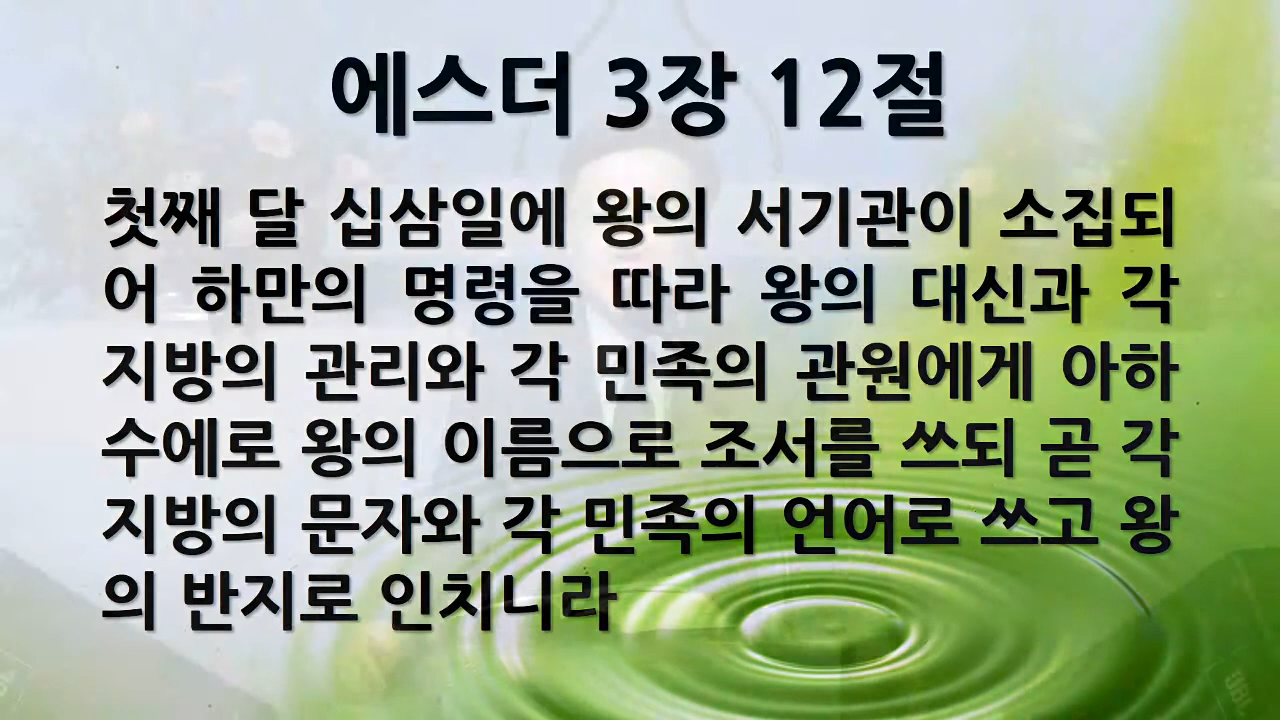 에스더 3장 12절
첫째 달 십삼일에 왕의 서기관이 소집되
어 하만의 명령을 따라 왕의 대신과 각
지방의 관리와 각 민족의 관원에게 아하
수에로 왕의 이름으로 조서를 쓰되 곧 각
지방의 문자와 각 민족의 언어로 쓰고 왕
의 반지로 인치니라